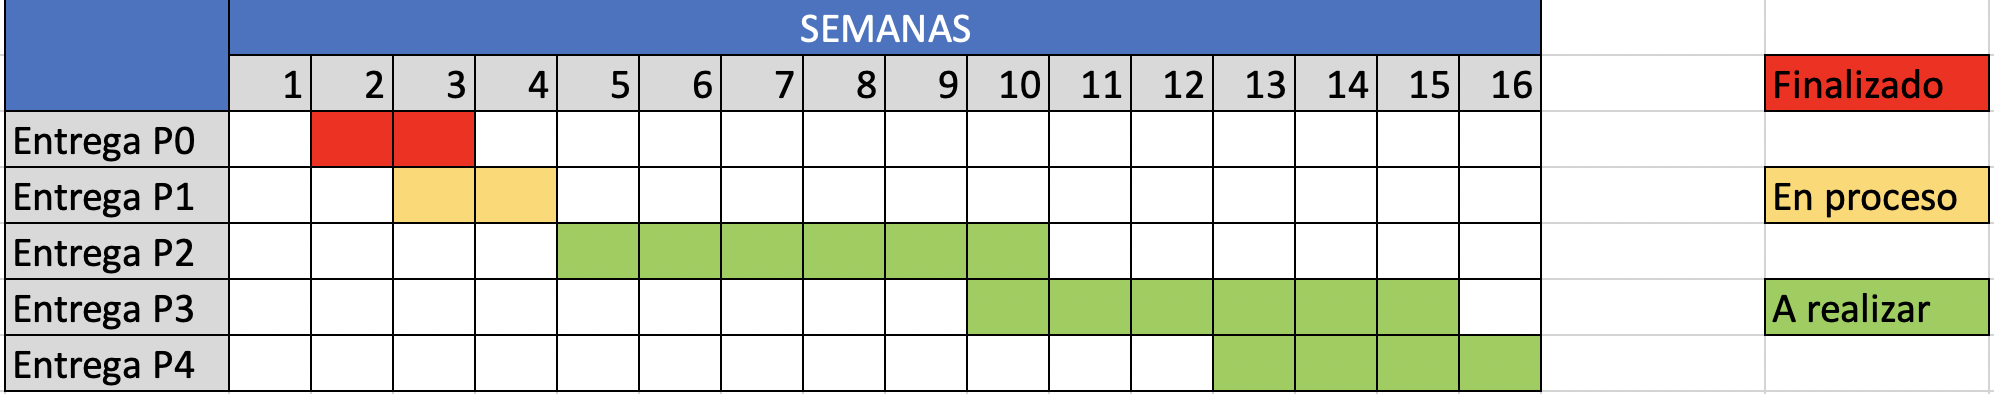 SEMANAS
1 2 3 4 5 6 7 8 9 10 11 12 13 14 15 16 Finalizado
Entrega P0
Entrega P1 En proceso
Entrega P2
Entrega P3 A realizar
Entrega P4